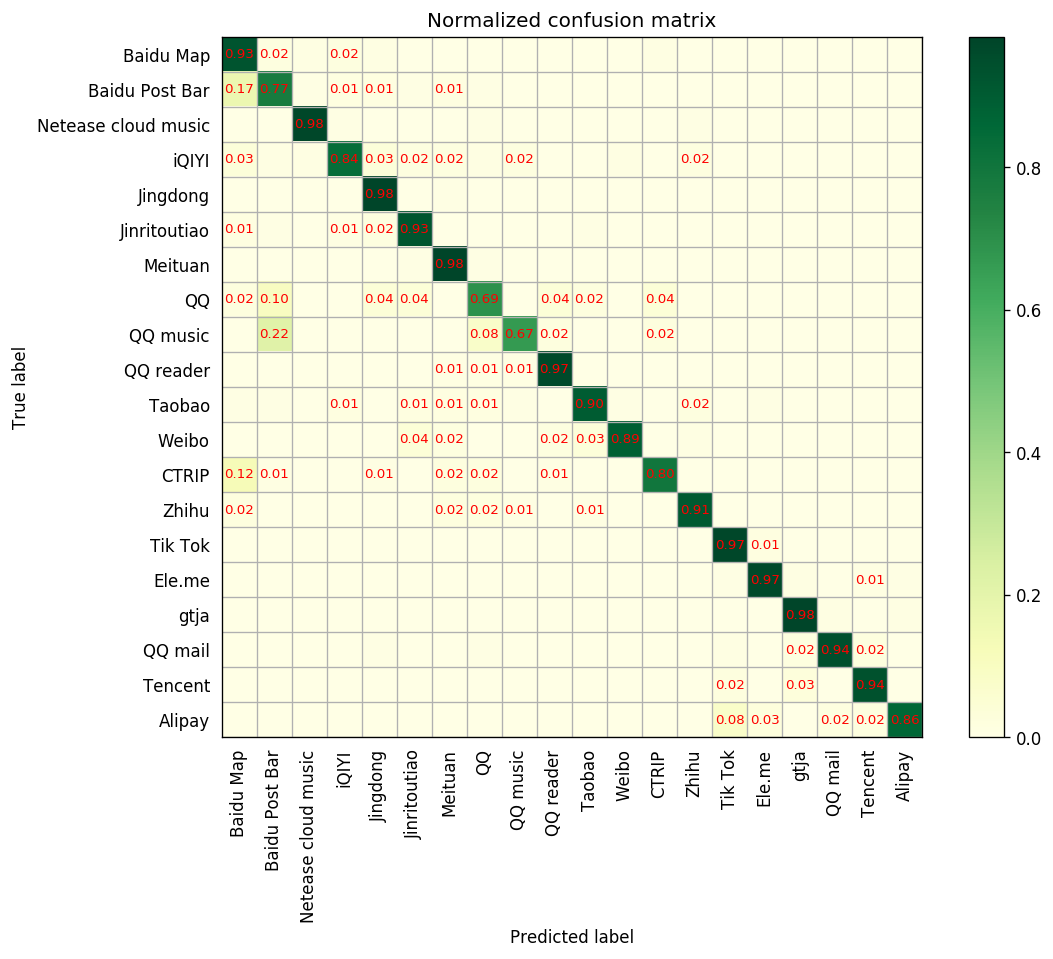 Normalized confusion matrix
Baidu Map 0.93 0.02 0.02
Baidu Post Bar 0.17 0.77 0.01 0.01 0.01
Netease cloud music 0.98
iQIYI 0.03 0.84 0.03 0.02 0.02 0.02 0.02
Jingdong 0.98
Jinritoutiao 0.01 0.01 0.02 0.93
Meituan 0.98
QQ 0.02 0.10 0.04 0.04 0.69 0.04 0.02 0.04
QQ music 0.22 0.08 0.67 0.02 0.02
QQ reader 0.01 0.01 0.01 0.97
Taobao 0.01 0.01 0.01 0.01 0.90 0.02
Weibo 0.04 0.02 0.02 0.03 0.89
CTRIP 0.12 0.01 0.01 0.02 0.02 0.01 0.80
Zhihu 0.02 0.02 0.02 0.01 0.01 0.91
Tik Tok 0.97 0.01
Ele.me 0.97 0.01
gtja 0.98
QQ mail 0.02 0.94 0.02
Tencent 0.02 0.03 0.94
Alipay 0.08 0.03 0.02 0.02 0.86
True label
Baidu Map
Baidu Post Bar
Netease cloud music
iQIYI
Jingdong
Jinritoutiao
Meituan
QQ
QQ music
QQ reader
Taobao
Weibo
CTRIP
Zhihu
Tik Tok
Ele.me
gtja
QQ mail
Tencent
Alipay
Predicted label
0.8
0.6
0.4
0.2
0.0